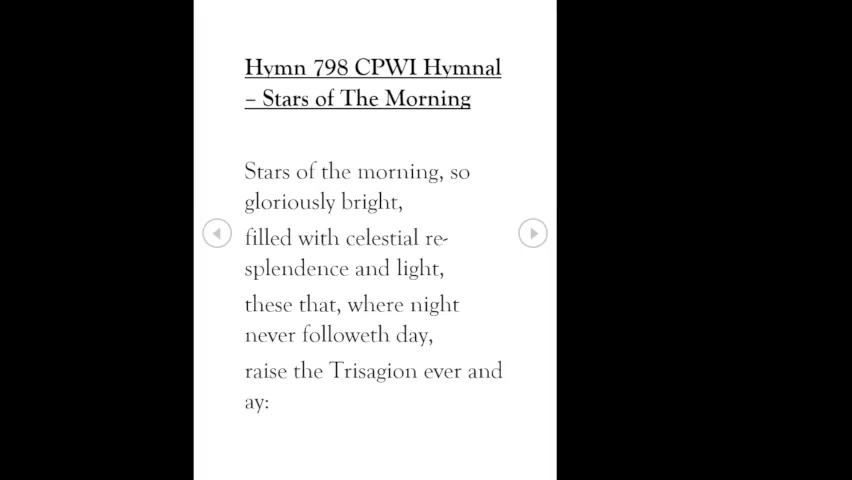 Hymn 798 CPWI Hymnal
– Stars of The Morning
Stars of the morning, so
gloriously bright,
filled with celestial re-
splendence and light,
these that, where night
never followeth day,
raise the Trisagion ever and
ay: